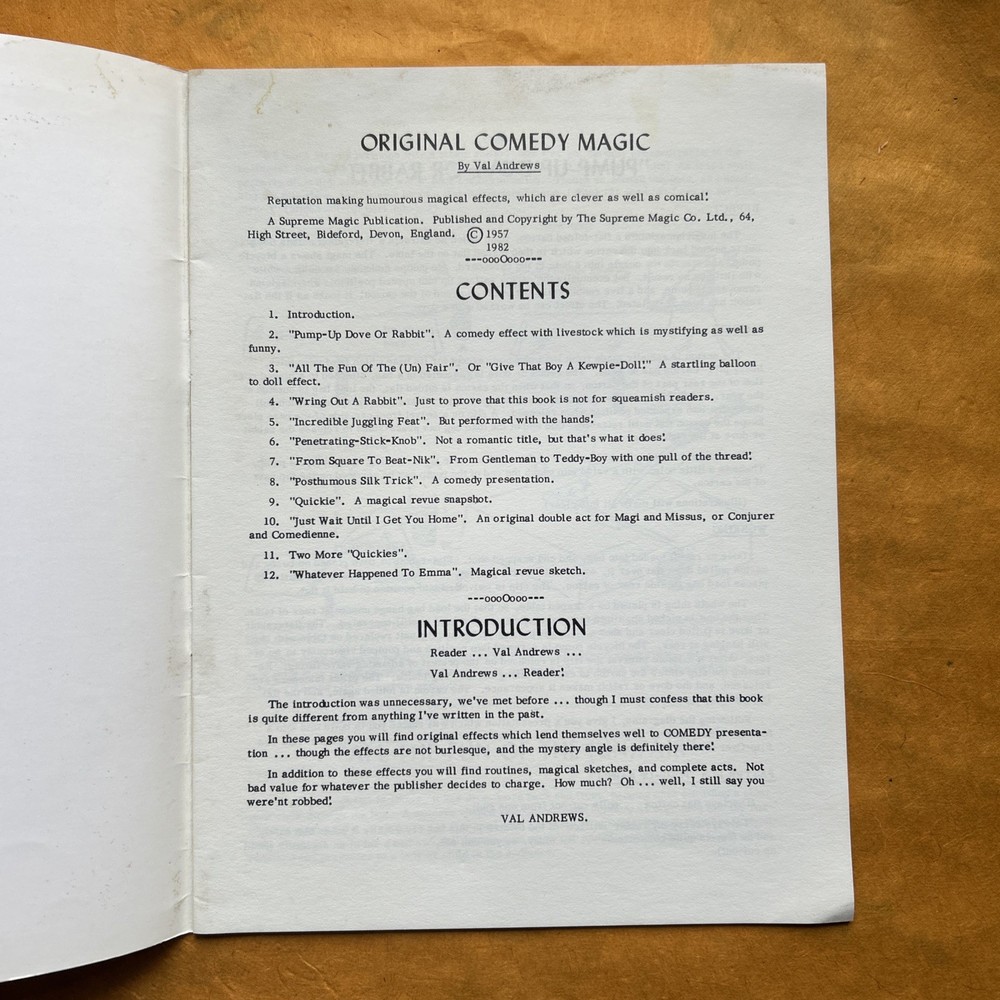 ORIGINAL COMEDY MAGIC
By Val Andrews
Reputation making humourous magical effects, which are clever as well as comical!
A Supreme Magic Publication. Published and Copyright by The Supreme Magic Co. Ltd., 64,
High Street, Bideford, Devon, England. © 1957
1982
---oooOooo---
CONTENTS
1. Introduction.
2. "Pump-Up Dove Or Rabbit". A comedy effect with livestock which is mystifying as well as
funny.
3. "All The Fun Of The (Un) Fair". Or "Give That Boy A Kewpie-Doll!" A startling balloon
to doll effect.
4. "Wring Out A Rabbit". Just to prove that this book is not for squeamish readers.
5. "Incredible Juggling Feat". But performed with the hands!
6. "Penetrating-Stick-Knob". Not a romantic title, but that's what it does!
7. "From Square To Beat-Nik". From Gentleman to Teddy-Boy with one pull of the thread!
8. "Posthumous Silk Trick". A comedy presentation.
9. "Quickie". A magical revue snapshot.
10. "Just Wait Until I Get You Home". An original double act for Magi and Missus, or Conjurer
and Comedienne.
11. Two More "Quickies".
12. "Whatever Happened To Emma". Magical revue sketch.
---oooOooo---
INTRODUCTION
Reader ... Val Andrews ...
Val Andrews ... Reader!
The introduction was unnecessary, we've met before ... though I must confess that this book
is quite different from anything I've written in the past.
In these pages you will find original effects which lend themselves well to COMEDY presenta-
tion ... though the effects are not burlesque, and the mystery angle is definitely there!
In addition to these effects you will find routines, magical sketches, and complete acts. Not
bad value for whatever the publisher decides to charge. How much? Oh ... well, I still say you
were'nt robbed!
VAL ANDREWS.